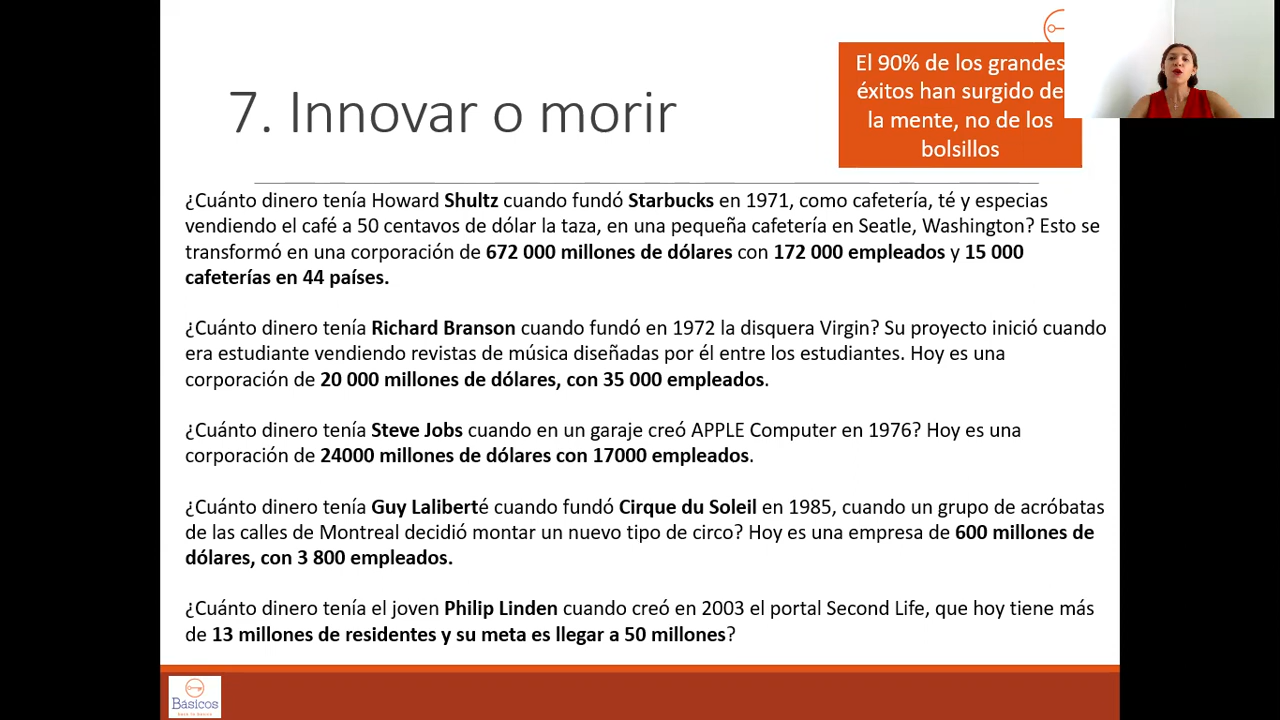 7. Innovar o morir
El 90% de los grandes
éxitos han surgido de
la mente, no de los
bolsillos
¿Cuánto dinero tenía Howard Shultz cuando fundó Starbucks en 1971, como cafetería, té y especias
vendiendo el café a 50 centavos de dólar la taza, en una pequeña cafetería en Seatle, Washington? Esto se
transformó en una corporación de 672 000 millones de dólares con 172 000 empleados y 15 000
cafeterías en 44 países.
¿Cuánto dinero tenía Richard Branson cuando fundó en 1972 la disquera Virgin? Su proyecto inició cuando
era estudiante vendiendo revistas de música diseñadas por él entre los estudiantes. Hoy es una
corporación de 20 000 millones de dólares, con 35 000 empleados.
¿Cuánto dinero tenía Steve Jobs cuando en un garaje creó APPLE Computer en 1976? Hoy es una
corporación de 24000 millones de dólares con 17000 empleados.
¿Cuánto dinero tenía Guy Laliberté cuando fundó Cirque du Soleil en 1985, cuando un grupo de acróbatas
de las calles de Montreal decidió montar un nuevo tipo de circo? Hoy es una empresa de 600 millones de
dólares, con 3 800 empleados.
¿Cuánto dinero tenía el joven Philip Linden cuando creó en 2003 el portal Second Life, que hoy tiene más
de 13 millones de residentes y su meta es llegar a 50 millones?
Básicos